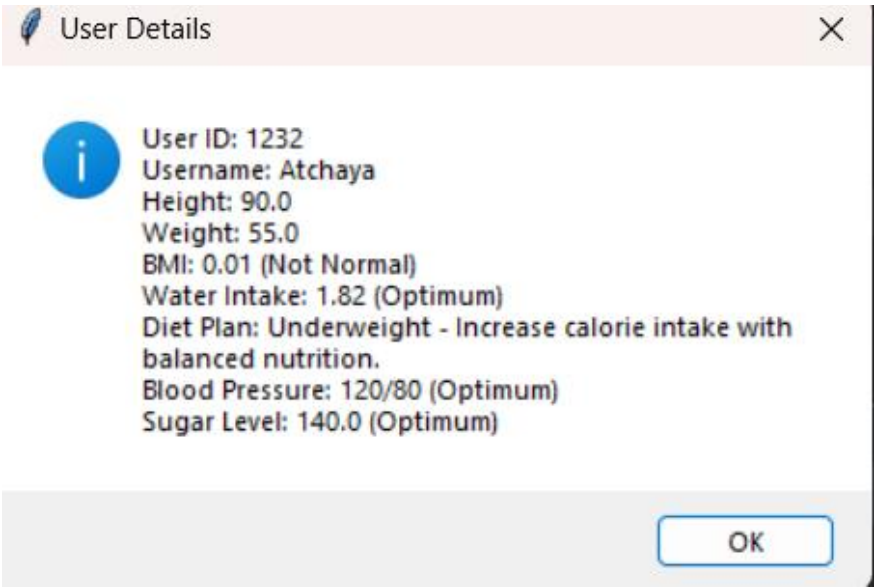 User Details
User ID: 1232
Username: Atchaya
Height: 90.0
Weight: 55.0
BMI: 0.01 (Not Normal)
Water Intake: 1.82 (Optimum)
Diet Plan: Underweight - Increase calorie intake with
balanced nutrition.
Blood Pressure: 120/80 (Optimum)
Sugar Level: 140.0 (Optimum)
OK